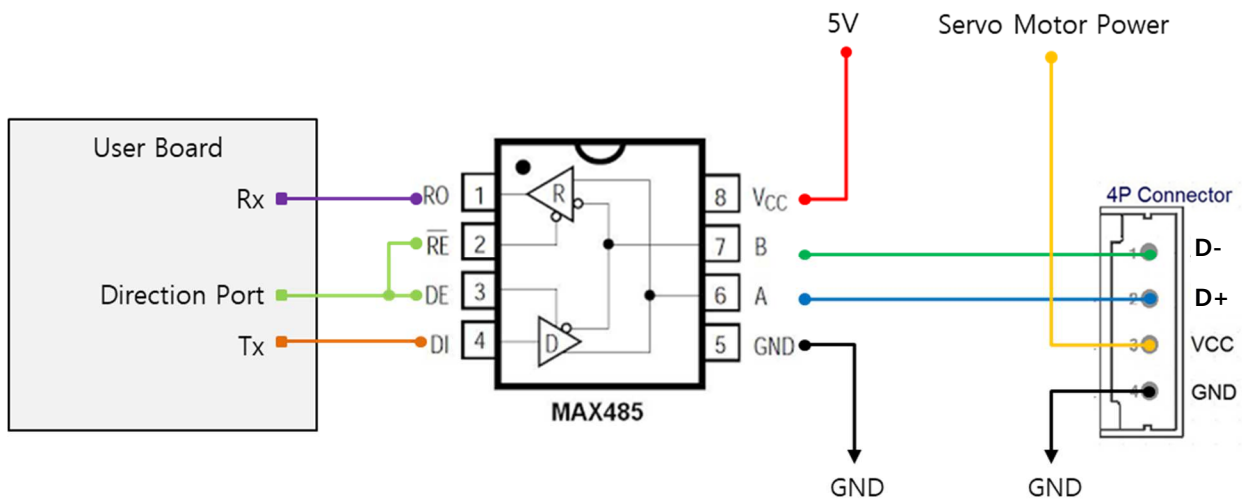 5V
Servo Motor Power
User Board
Rx
Direction Port
Tx
RO
RE
DE
DI
1
2
3
4
R
D
8
7
6
5
VCC
B
A
GND
MAX485
GND
4P Connector
1
2
3
4
D-
D+
VCC
GND
GND